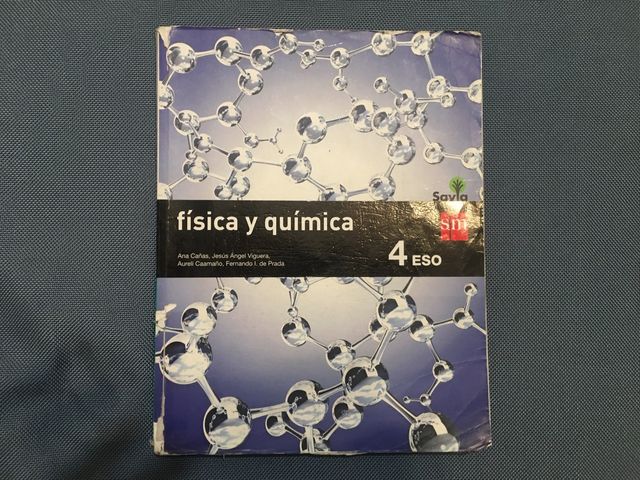 Savia
sm
física y química
Ana Cañas, Jesús Ángel Viguera,
Aureli Caamaño, Fernando I. de Prada
4 ESO